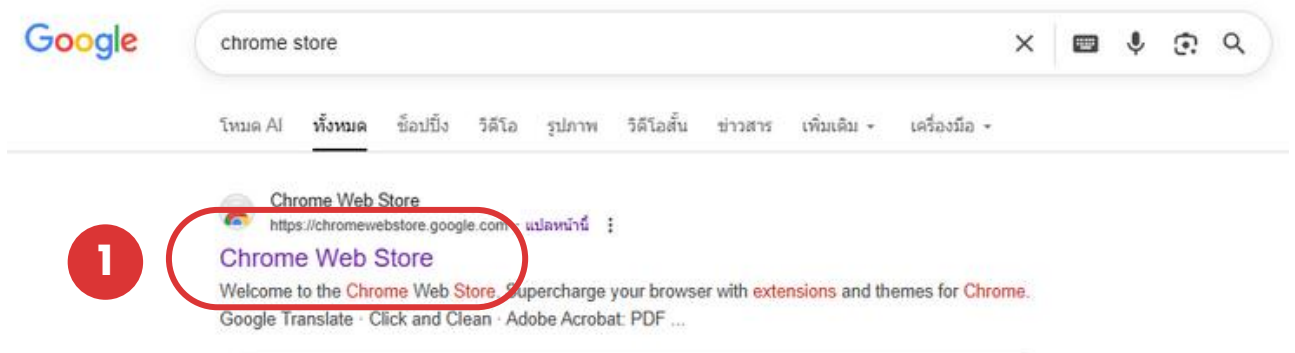 Google
chrome store
โหมด AI ทั้งหมด ช็อปปิ้ง วิดีโอ รูปภาพ วิดีโอสั้น ข่าวสาร เพิ่มเติม เครื่องมือ
Chrome Web Store
https://chromewebstore.google.com · แปลหน้านี้
1
Chrome Web Store
Welcome to the Chrome Web Store. Supercharge your browser with extensions and themes for Chrome.
Google Translate · Click and Clean · Adobe Acrobat: PDF ...